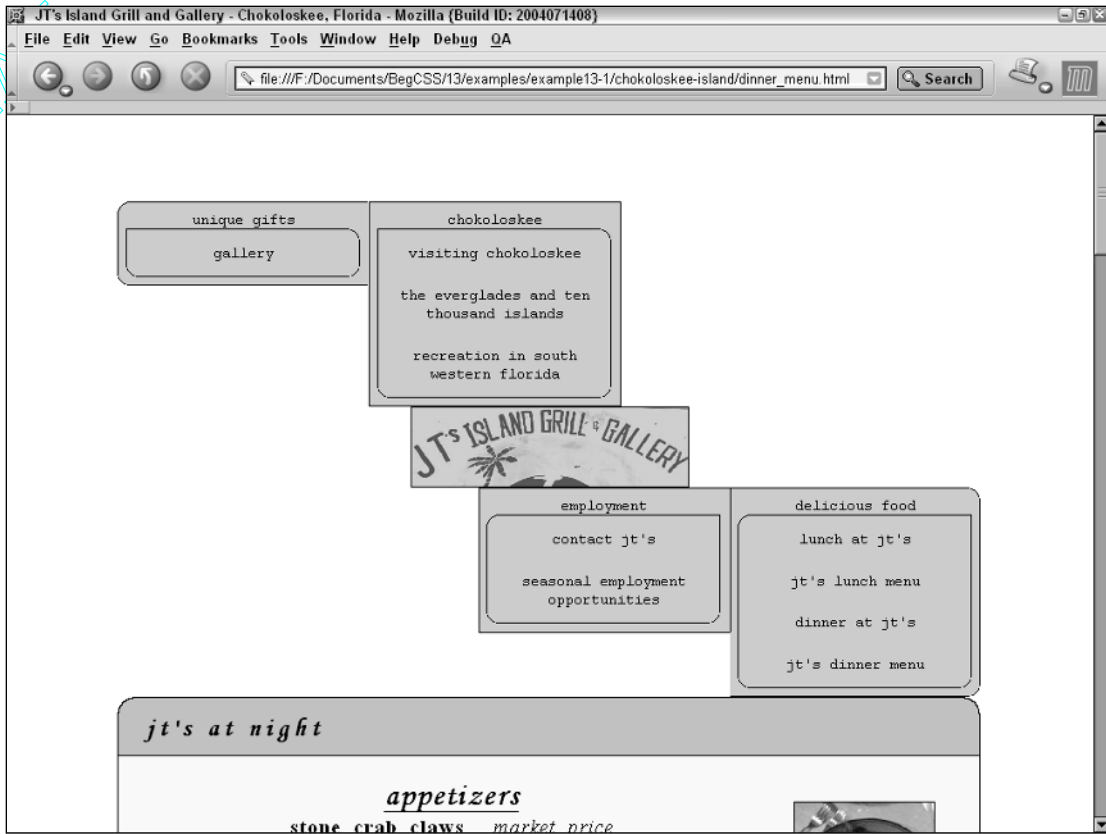 JT's Island Grill and Gallery - Chokoloskee, Florida - Mozilla {Build ID: 2004071408}
File Edit View Go Bookmarks Tools Window Help Debug QA
file:///F:/Documents/BegCSS/13/examples/example13-1/chokoloskee-island/dinner_menu.html Search
unique gifts
gallery
chokoloskee
visiting chokoloskee
the everglades and ten
thousand islands
recreation in south
western florida
JT's ISLAND GRILL & GALLERY
employment
contact jt's
seasonal employment
opportunities
delicious food
lunch at jt's
jt's lunch menu
dinner at jt's
jt's dinner menu
jt's at night
appetizers
stone crab claws market price